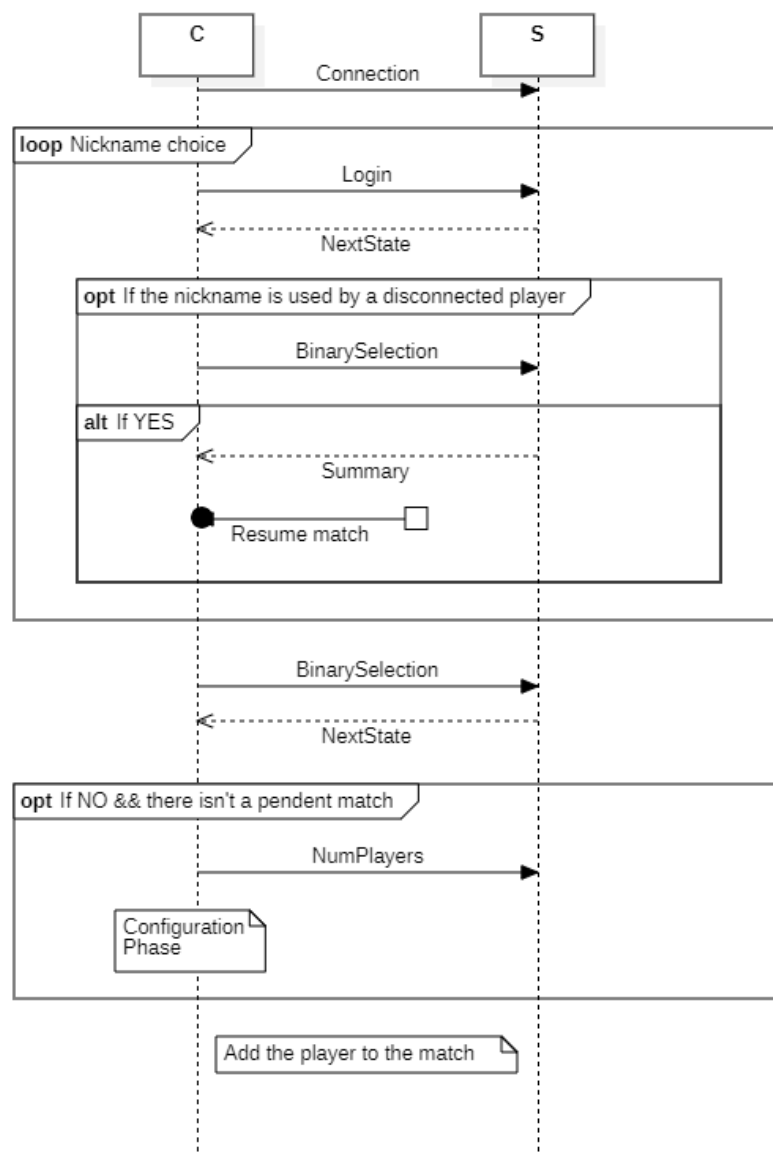 C
S
Connection
loop Nickname choice
Login
NextState
opt If the nickname is used by a disconnected player
BinarySelection
alt If YES
Summary
Resume match
BinarySelection
NextState
opt If NO && there isn't a pendent match
NumPlayers
Configuration
Phase
Add the player to the match